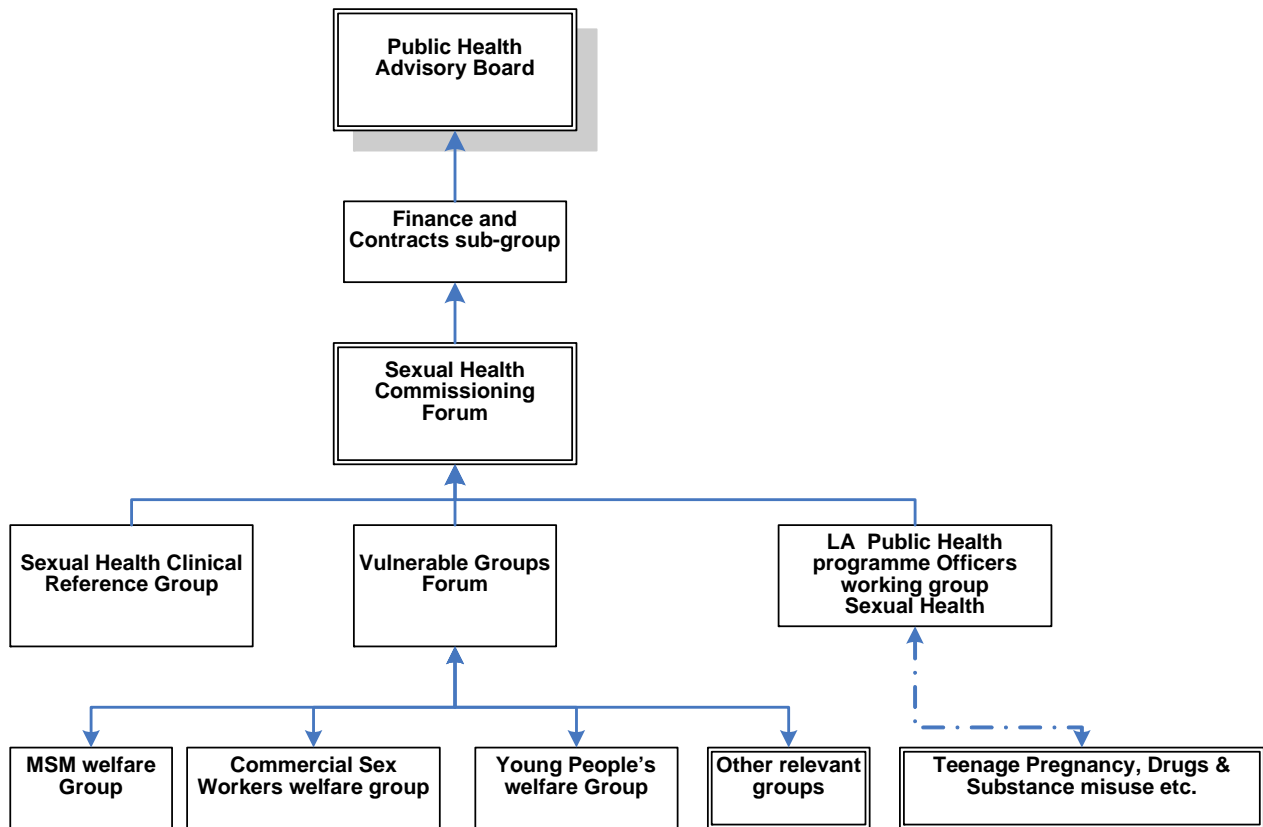 Public Health
Advisory Board
Finance and
Contracts sub-group
Sexual Health
Commissioning
Forum
Sexual Health Clinical
Reference Group
Vulnerable Groups
Forum
LA Public Health
programme Officers
working group
Sexual Health
MSM welfare
Group
Commercial Sex
Workers welfare group
Young People’s
welfare Group
Other relevant
groups
Teenage Pregnancy, Drugs &
Substance misuse etc.